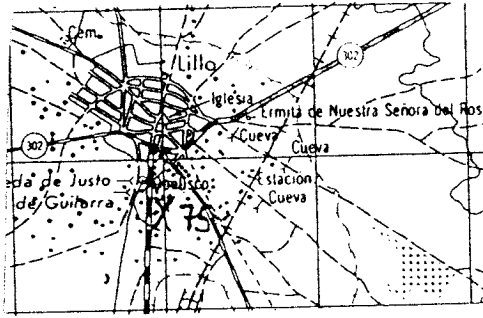 Cem.
Lillo
302
Iglesia
Ermita de Nuestra Señora del Ros
Cueva
Cueva
302
eda de Justo
Obelisco
Estación
de Guitarra
Cueva
X 75